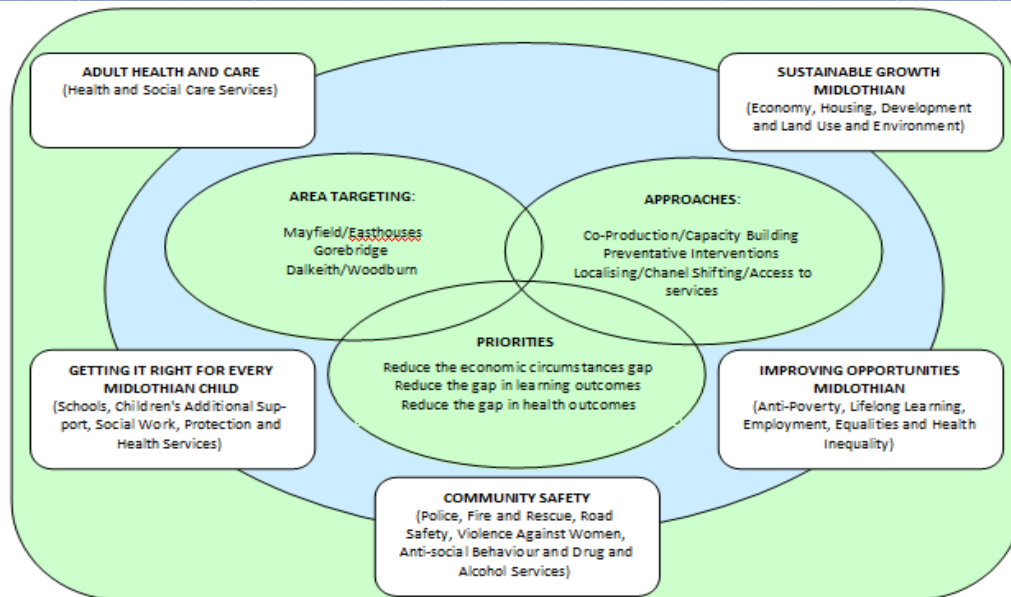 ADULT HEALTH AND CARE
(Health and Social Care Services)
SUSTAINABLE GROWTH
MIDLOTHIAN
(Economy, Housing, Development
and Land Use and Environment)
AREA TARGETING:
Mayfield/Easthouses
Gorebridge
Dalkeith/Woodburn
APPROACHES:
Co-Production/Capacity Building
Preventative Interventions
Localising/Chanel Shifting/Access to
services
PRIORITIES
Reduce the economic circumstances gap
Reduce the gap in learning outcomes
Reduce the gap in health outcomes
GETTING IT RIGHT FOR EVERY
MIDLOTHIAN CHILD
(Schools, Children's Additional Sup-
port, Social Work, Protection and
Health Services)
IMPROVING OPPORTUNITIES
MIDLOTHIAN
(Anti-Poverty, Lifelong Learning,
Employment, Equalities and Health
Inequality)
COMMUNITY SAFETY
(Police, Fire and Rescue, Road
Safety, Violence Against Women,
Anti-social Behaviour and Drug and
Alcohol Services)